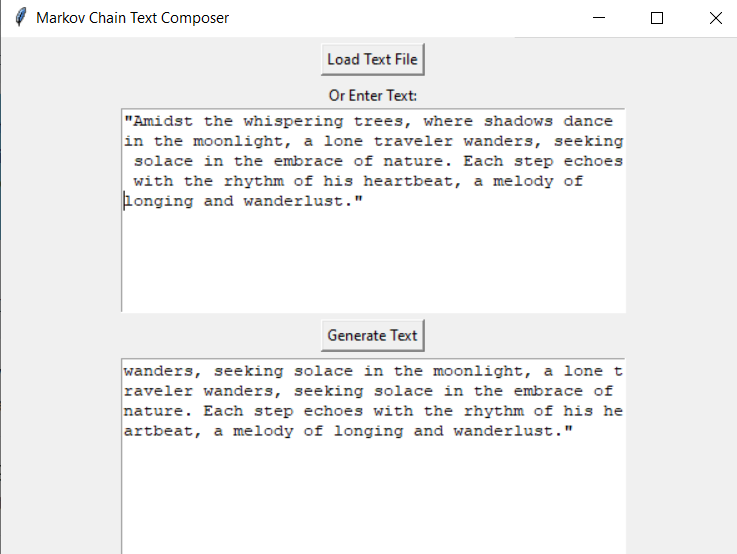 Markov Chain Text Composer
Load Text File
Or Enter Text:
"Amidst the whispering trees, where shadows dance
in the moonlight, a lone traveler wanders, seeking
solace in the embrace of nature. Each step echoes
with the rhythm of his heartbeat, a melody of
longing and wanderlust."
Generate Text
wanders, seeking solace in the moonlight, a lone t
raveler wanders, seeking solace in the embrace of
nature. Each step echoes with the rhythm of his he
artbeat, a melody of longing and wanderlust."